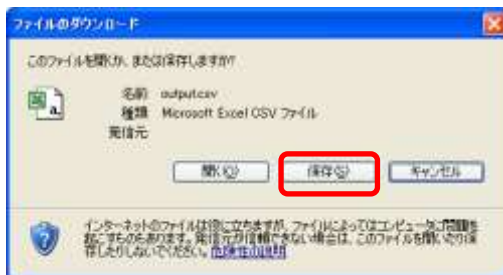 ファイルのダウンロード
このファイルを開くか、または保存しますか?
名前 output.csv
種類 Microsoft Excel CSV ファイル
発信元
開く(O) 保存(S) キャンセル
インターネットのファイルは役に立ちますが、ファイルによってはコンピュータに問題を
起こすものもあります。発信元が信頼できない場合は、このファイルを開いたり保
存したりしないでください。危険性の説明